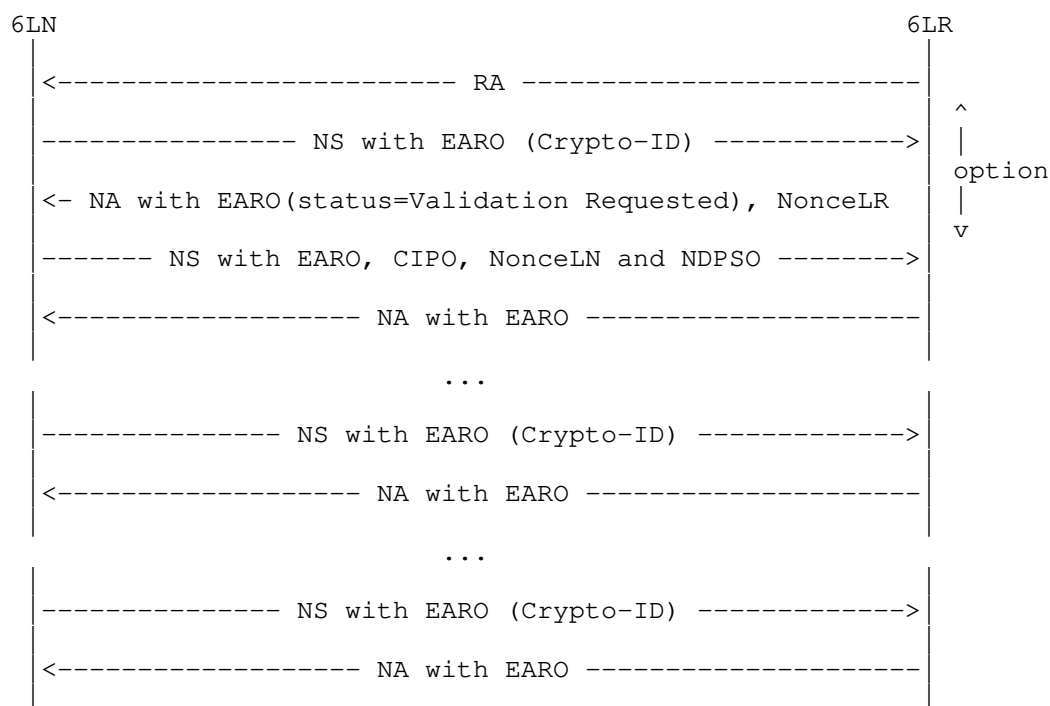 6LN 6LR
<------------------------- RA -------------------------
^
---------------- NS with EARO (Crypto-ID) ------------>
option
<- NA with EARO(status=Validation Requested), NonceLR
v
------- NS with EARO, CIPO, NonceLN and NDPSO -------->
<------------------- NA with EARO ---------------------
...
--------------- NS with EARO (Crypto-ID) ------------->
<------------------- NA with EARO ---------------------
...
--------------- NS with EARO (Crypto-ID) ------------->
<------------------- NA with EARO ---------------------